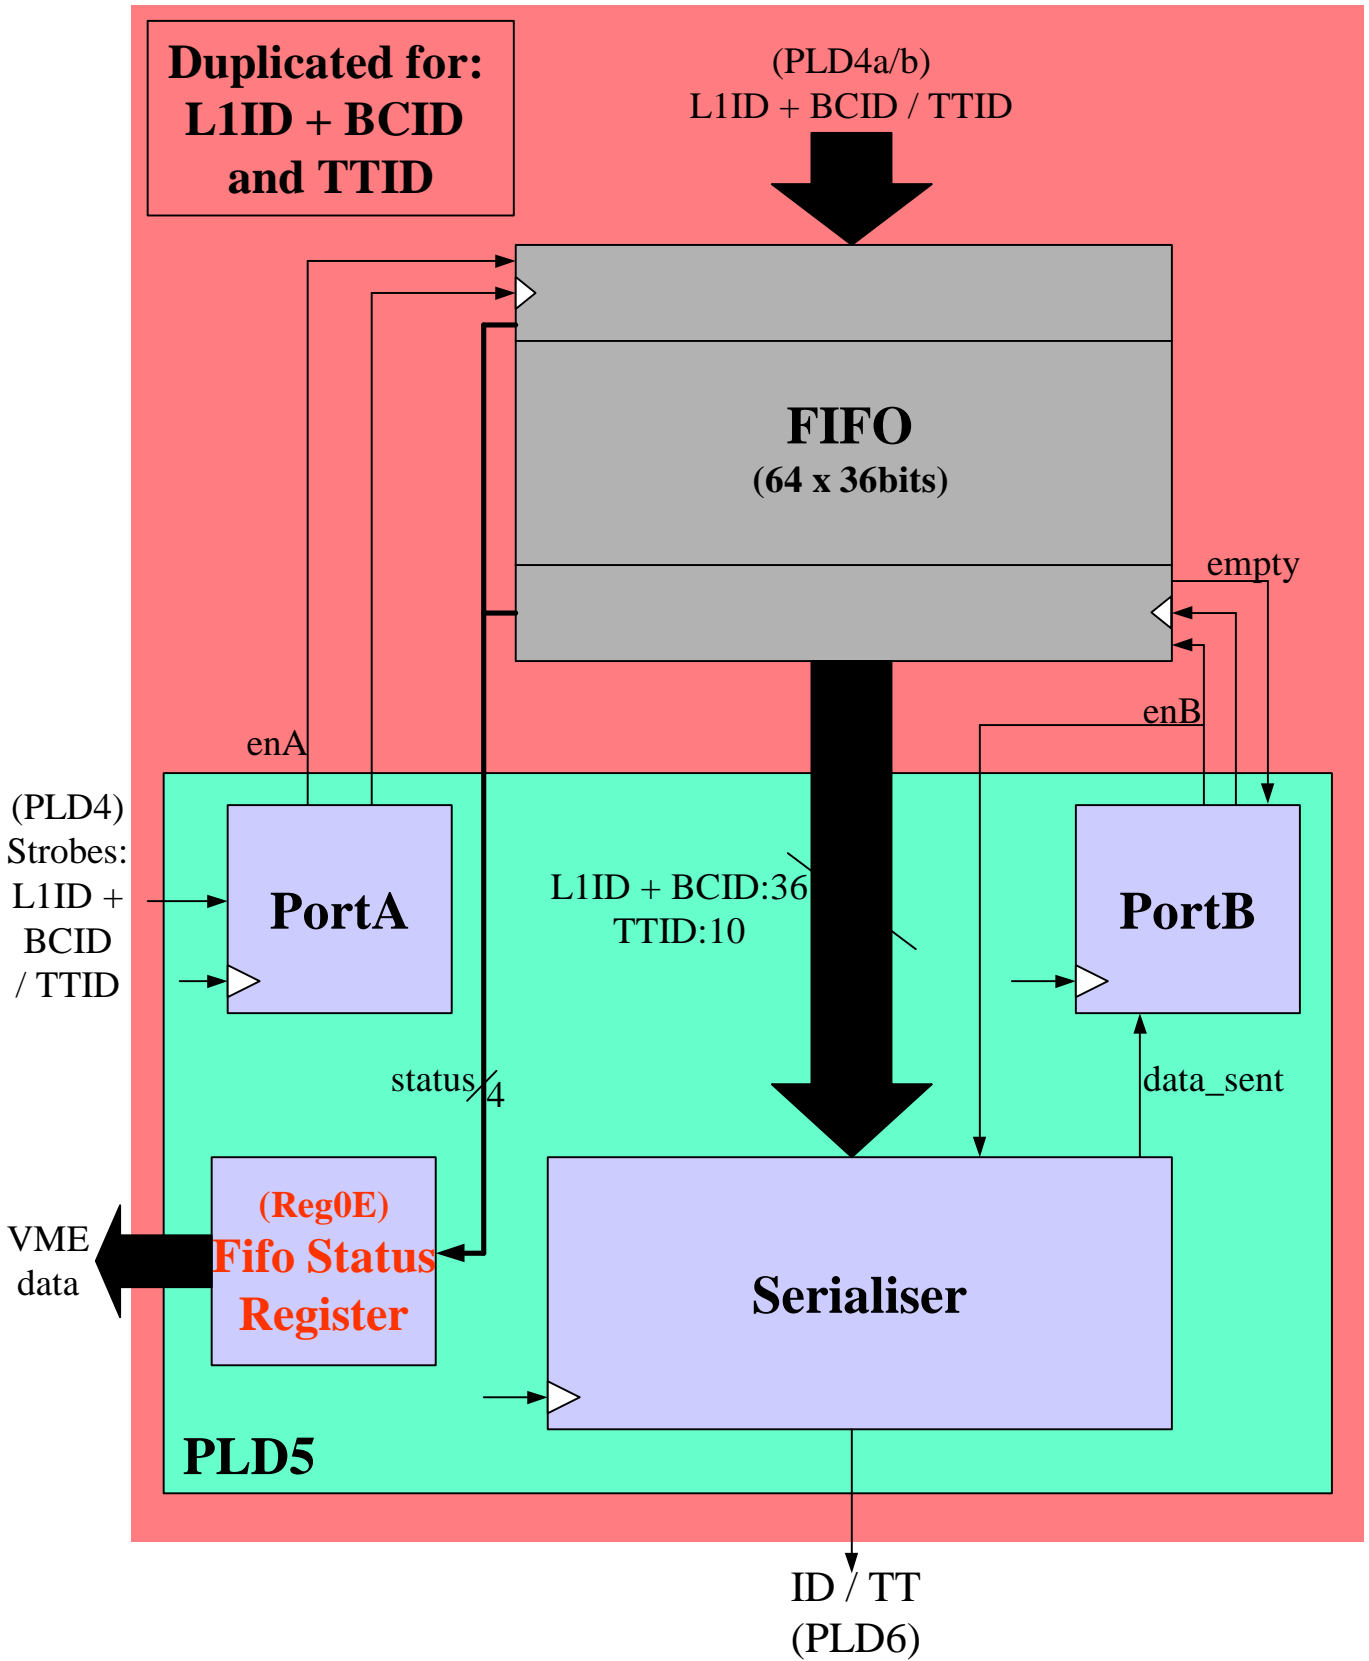 Duplicated for:
L1ID + BCID
and TTID
(PLD4a/b)
L1ID + BCID / TTID
FIFO
(64 x 36bits)
empty
enB
enA
(PLD4)
Strobes:
L1ID +
BCID
/ TTID
PortA
L1ID + BCID:36
TTID:10
PortB
status
4
data_sent
(Reg0E)
Fifo Status
Register
VME
data
Serialiser
PLD5
ID / TT
(PLD6)